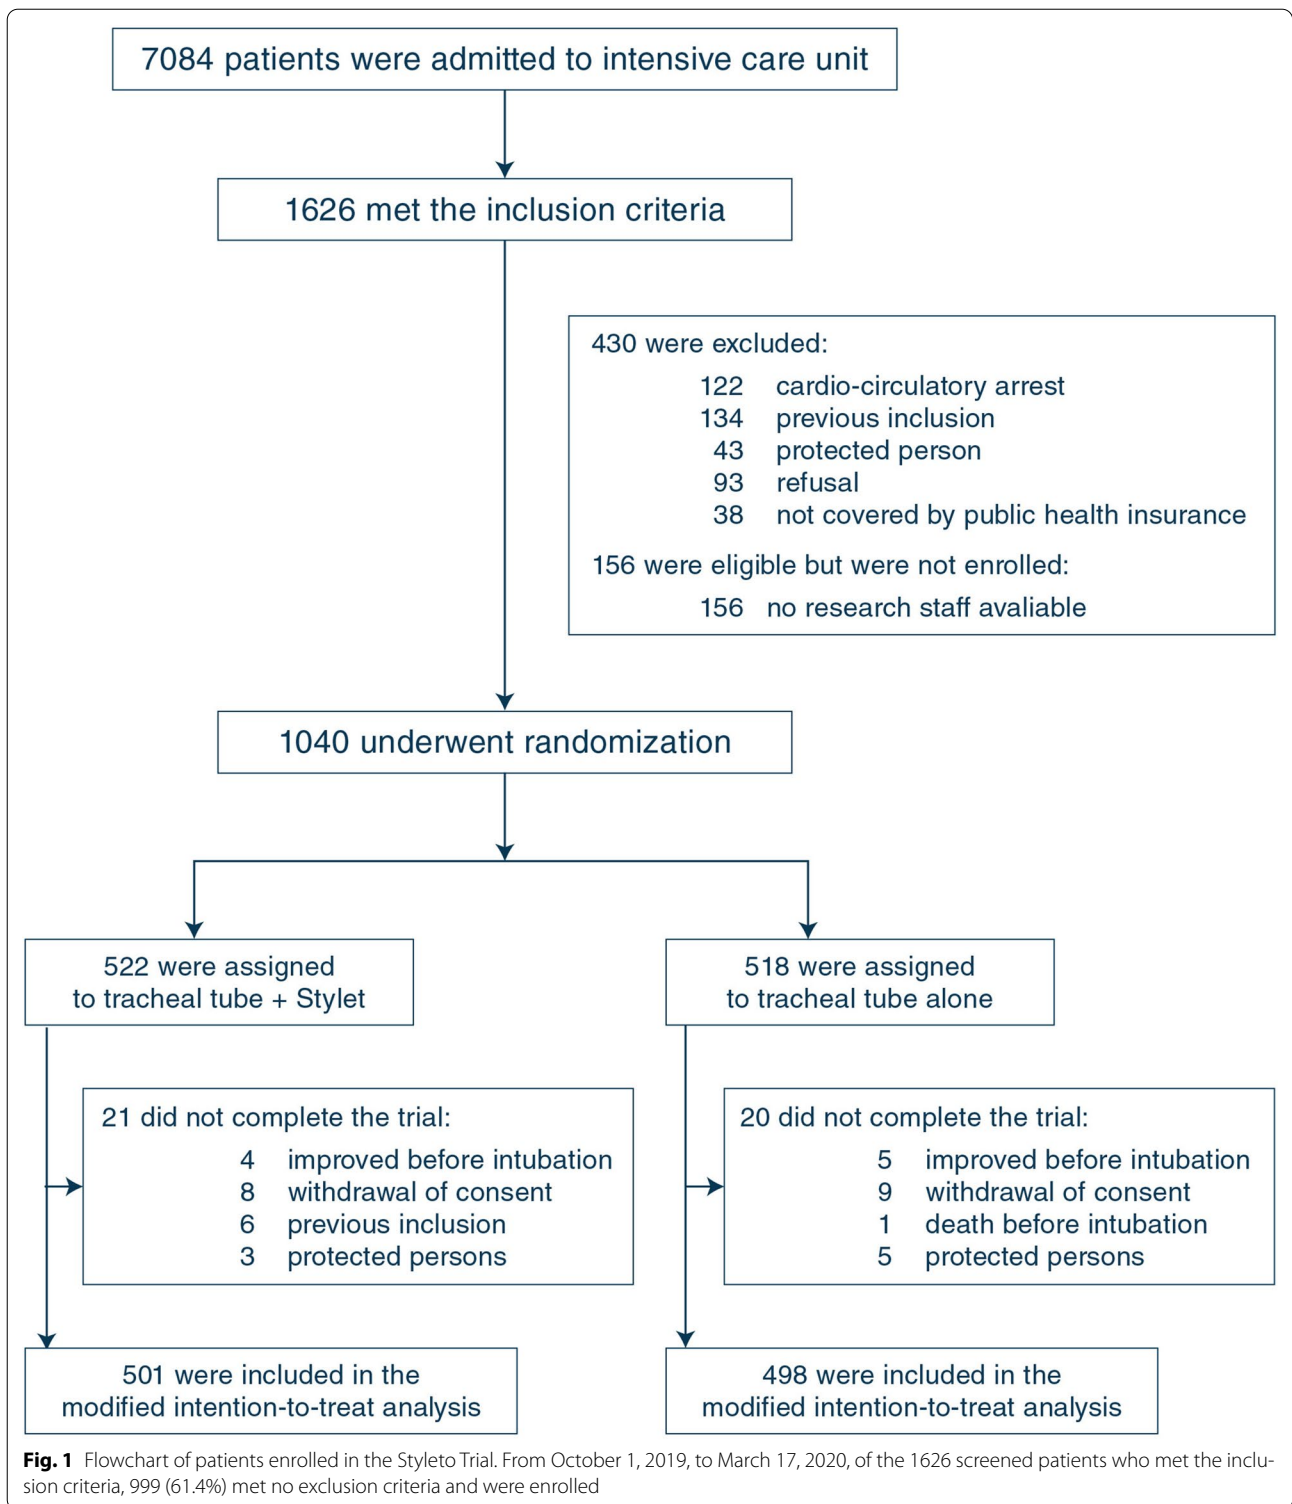 7084 patients were admitted to intensive care unit
1626 met the inclusion criteria
430 were excluded:
122 cardio-circulatory arrest
134 previous inclusion
43 protected person
93 refusal
38 not covered by public health insurance
156 were eligible but were not enrolled:
156 no research staff avaliable
1040 underwent randomization
522 were assigned
to tracheal tube + Stylet
518 were assigned
to tracheal tube alone
21 did not complete the trial:
4 improved before intubation
8 withdrawal of consent
6 previous inclusion
3 protected persons
20 did not complete the trial:
5 improved before intubation
9 withdrawal of consent
1 death before intubation
5 protected persons
501 were included in the
modified intention-to-treat analysis
498 were included in the
modified intention-to-treat analysis
Fig. 1 Flowchart of patients enrolled in the Styleto Trial. From October 1, 2019, to March 17, 2020, of the 1626 screened patients who met the inclu-
sion criteria, 999 (61.4%) met no exclusion criteria and were enrolled